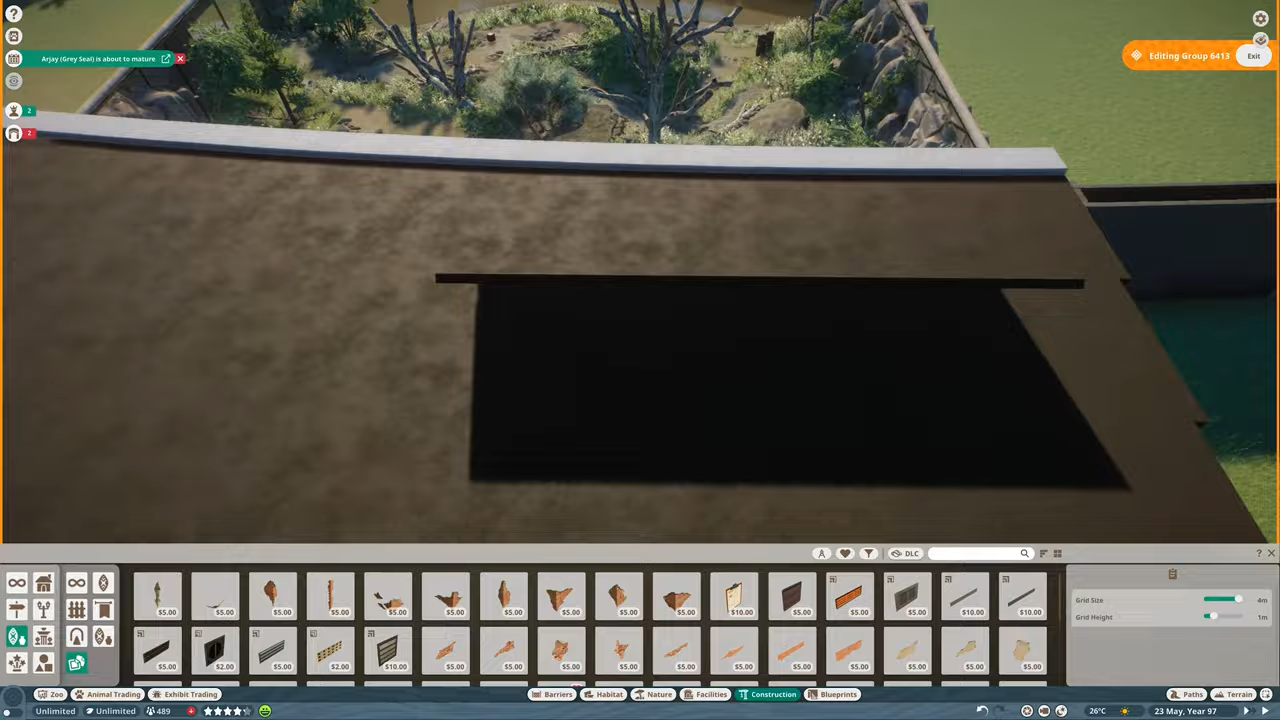 ?
Arjay (Grey Seal) is about to mature
2
2
Editing Group 6413
Exit
DLC
?
$5.00 $5.00 $5.00 $5.00 $5.00 $5.00 $5.00 $5.00 $5.00 $5.00 $10.00 $5.00 $5.00 $5.00 $10.00 $10.00
$5.00 $2.00 $5.00 $2.00 $10.00 $5.00 $5.00 $5.00 $5.00 $5.00 $5.00 $5.00 $5.00 $5.00 $5.00 $5.00
Grid Size 4m
Grid Height 1m
Zoo Animal Trading Exhibit Trading Barriers Habitat Nature Facilities Construction Blueprints Paths Terrain
Unlimited Unlimited 489 26°C 23 May, Year 97